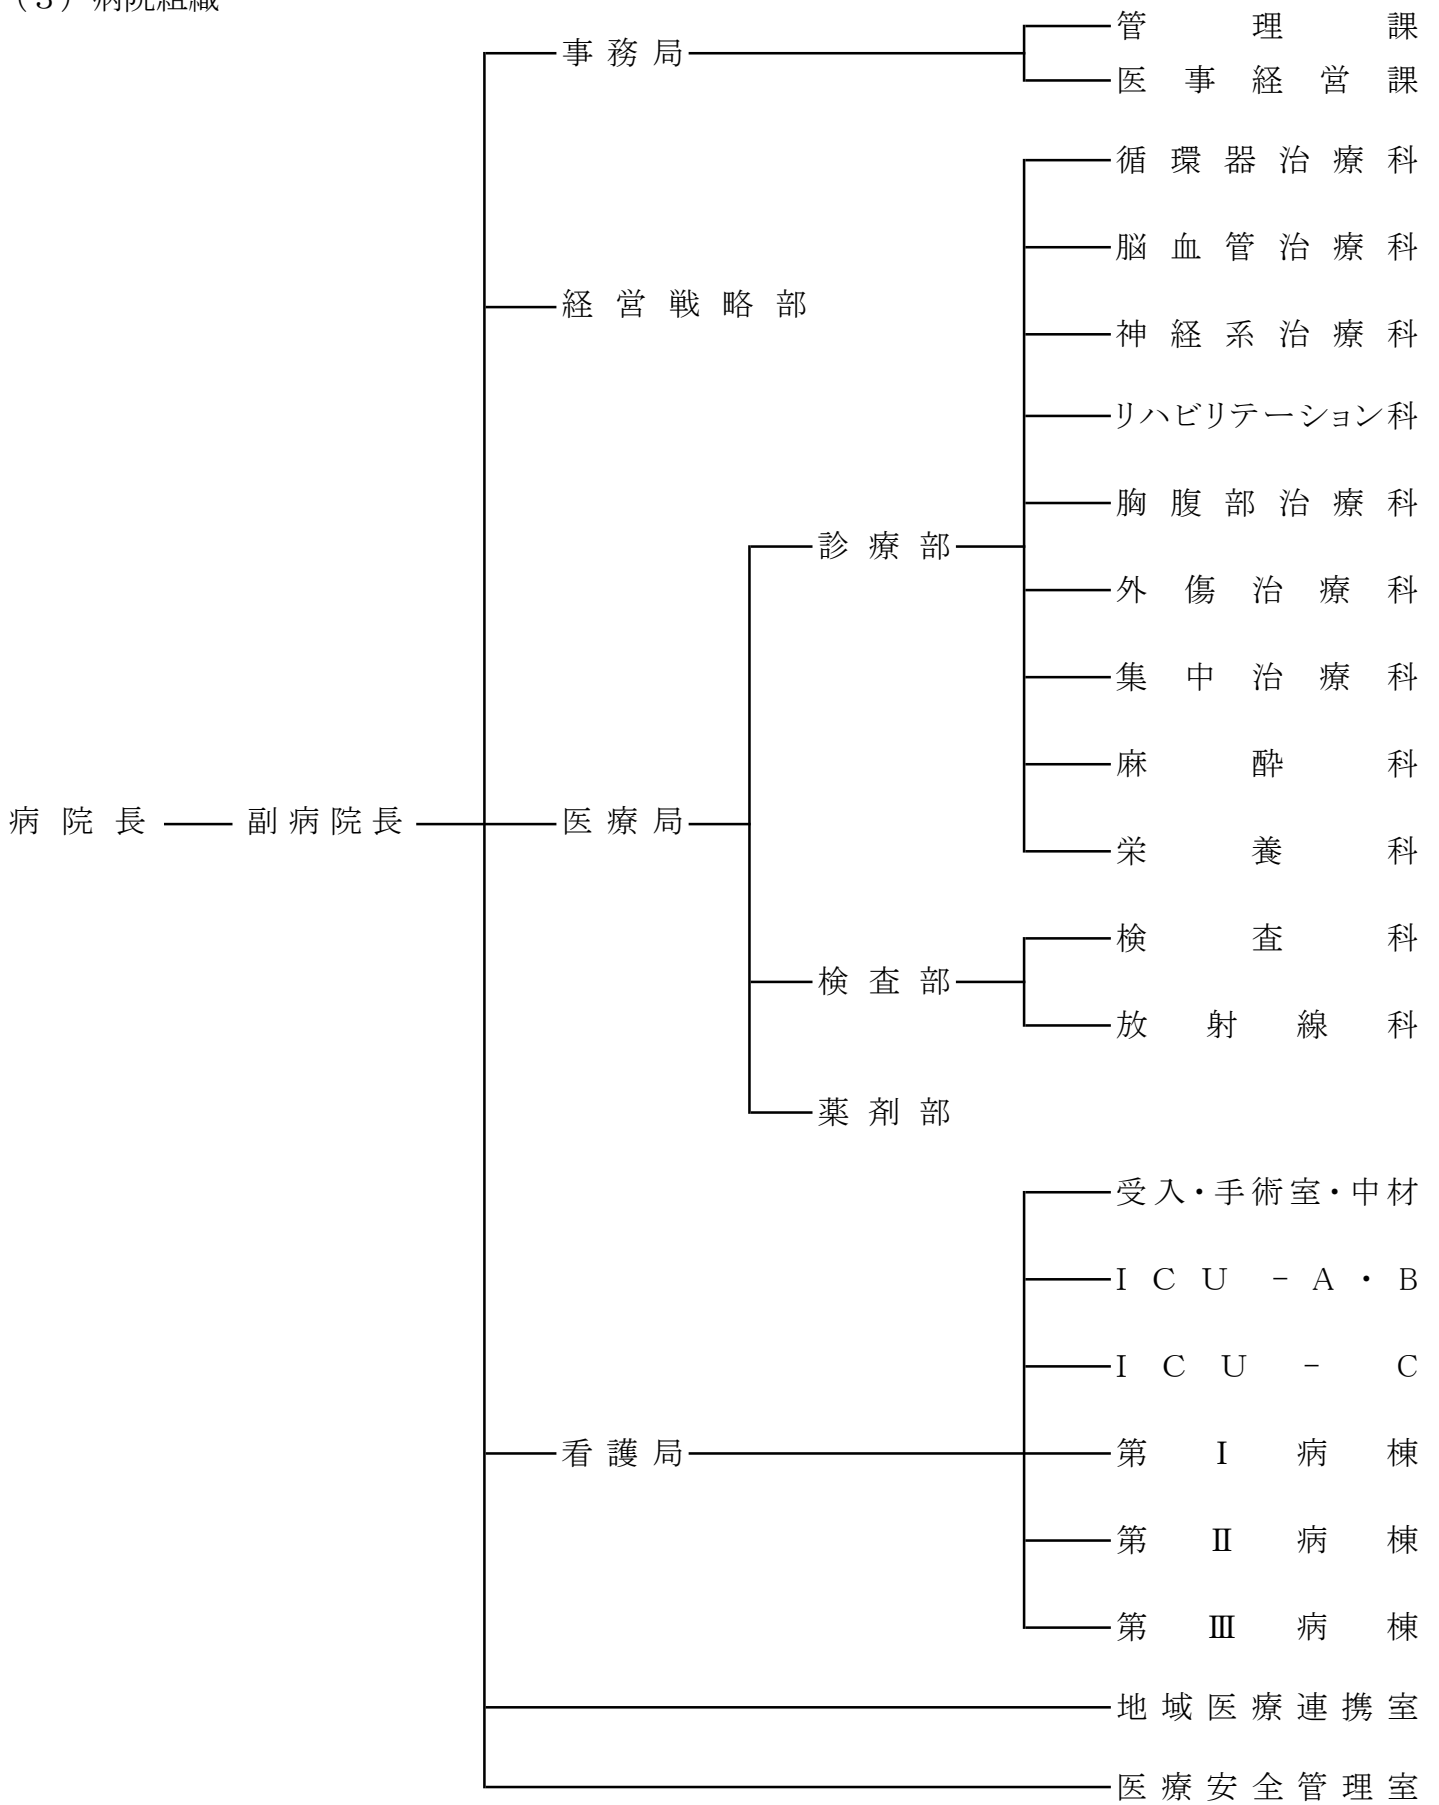 (3) 病院組織
管理課
事務局
医事経営課
循環器治療科
脳血管治療科
経営戦略部
神経系治療科
リハビリテーション科
胸腹部治療科
診療部
外傷治療科
集中治療科
麻酔科
病院長 副病院長 医療局
栄養科
検査科
検査部
放射線科
薬剤部
受入・手術室・中材
ICU-A・B
ICU-C
看護局 第Ⅰ病棟
第Ⅱ病棟
第Ⅲ病棟
地域医療連携室
医療安全管理室